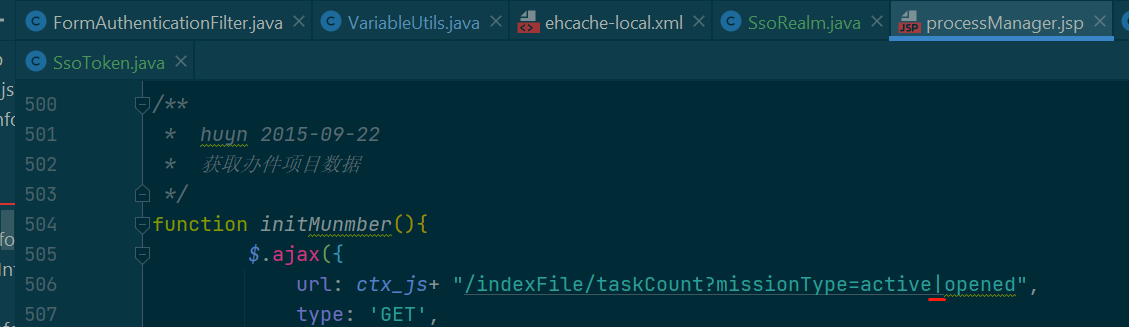 FormAuthenticationFilter.java
VariableUtils.java
ehcache-local.xml
SsoRealm.java
processManager.jsp
SsoToken.java
500 /**
501 * huyn 2015-09-22
502 * 获取办件项目数据
503 */
504 function initMunmber(){
505 $.ajax({
506 url: ctx_js+ "/indexFile/taskCount?missionType=active|opened",
507 type: 'GET',